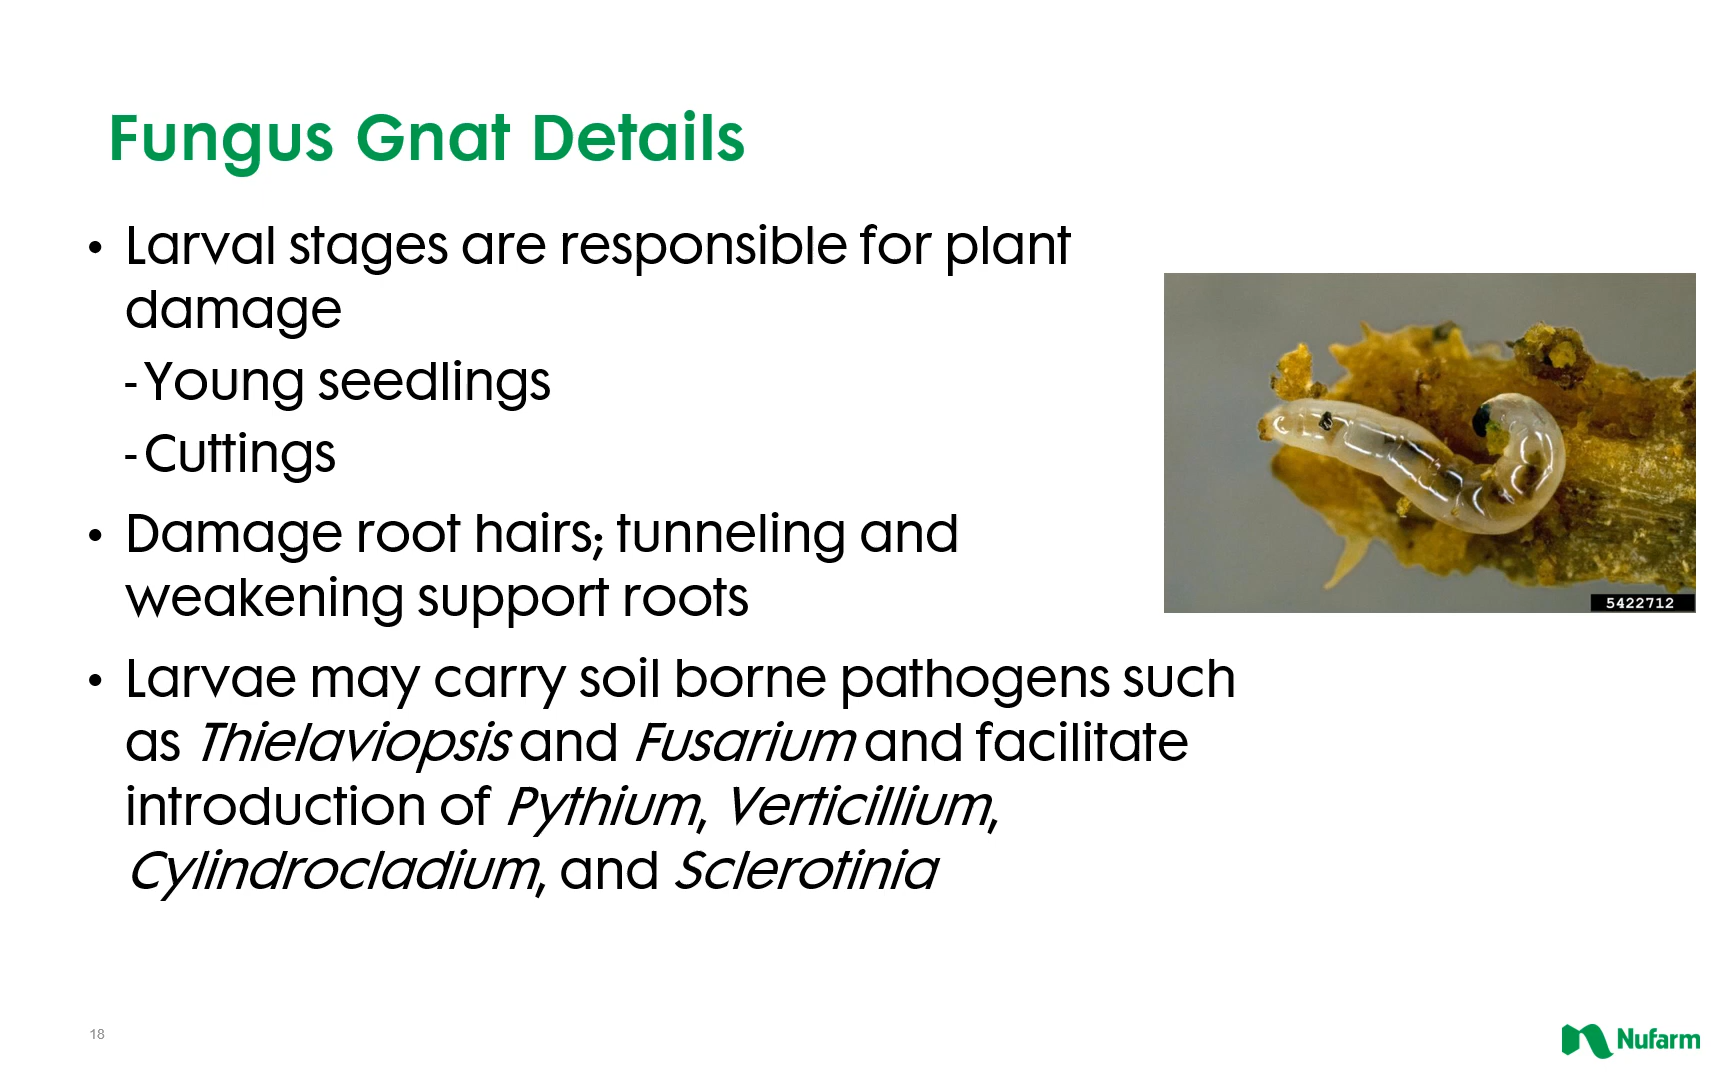 Fungus Gnat Details
• Larval stages are responsible for plant
damage
-Young seedlings
-Cuttings
• Damage root hairs; tunneling and
weakening support roots
• Larvae may carry soil borne pathogens such
as Thielaviopsis and Fusarium and facilitate
introduction of Pythium, Verticillium,
Cylindrocladium, and Sclerotinia
5422712
18
Nufarm